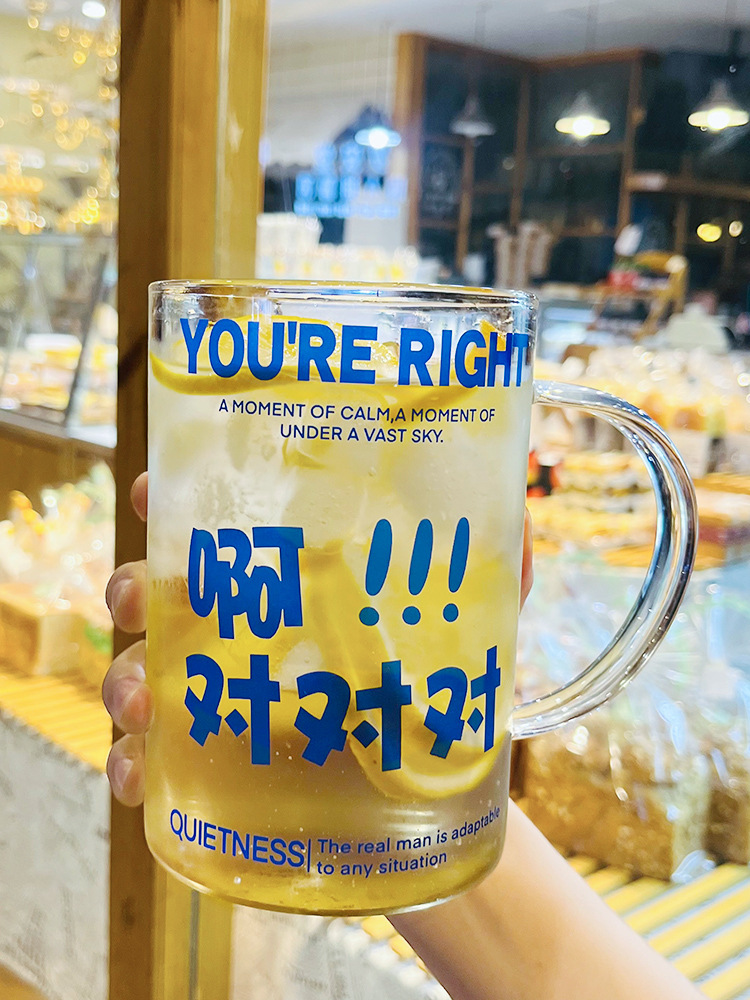 YOU'RE RIGHT
A MOMENT OF CALM,A MOMENT OF
UNDER A VAST SKY.
啊 !!!
对对对
QUIETNESS| The real man is adaptable
to any situation